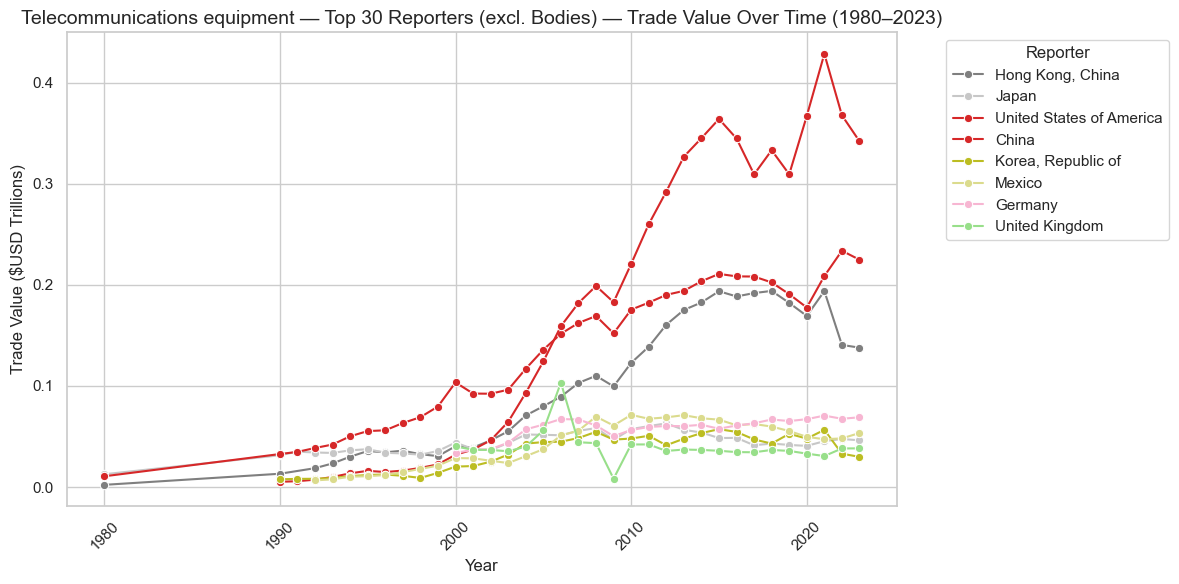 Telecommunications equipment — Top 30 Reporters (excl. Bodies) — Trade Value Over Time (1980–2023)
Trade Value ($USD Trillions)
0.4
0.3
0.2
0.1
0.0
1980
1990
2000
2010
2020
Year
Reporter
Hong Kong, China
Japan
United States of America
China
Korea, Republic of
Mexico
Germany
United Kingdom